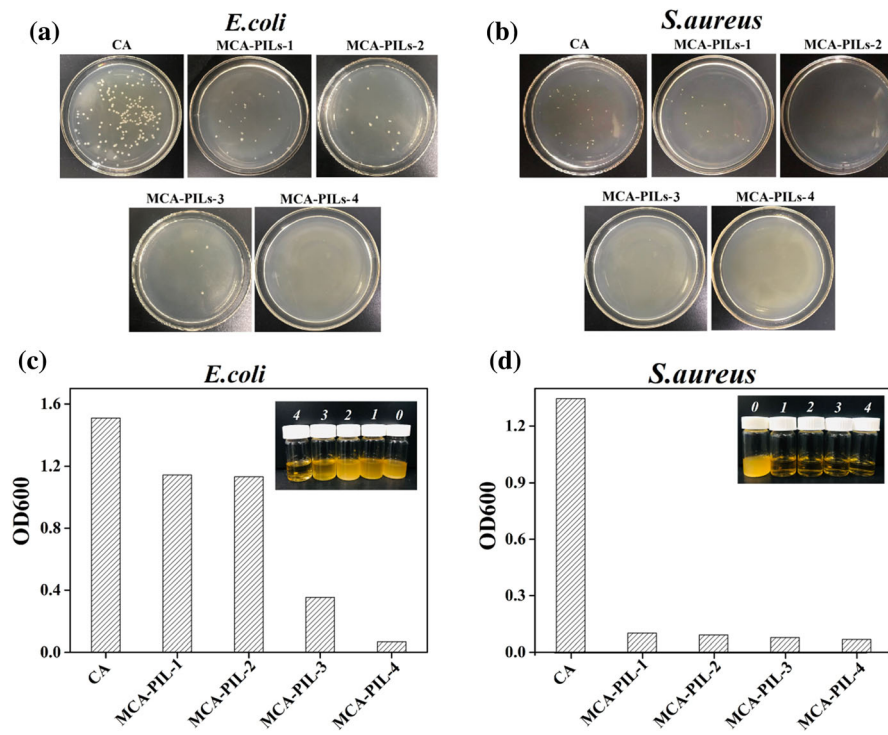 (a)
E.coli
CA
MCA-PILs-1
MCA-PILs-2
MCA-PILs-3
MCA-PILs-4
(b)
S.aureus
CA
MCA-PILs-1
MCA-PILs-2
MCA-PILs-3
MCA-PILs-4
(c)
E.coli
OD600
1.6
1.2
0.8
0.4
0.0
4 3 2 1 0
CA
MCA-PIL-1
MCA-PIL-2
MCA-PIL-3
MCA-PIL-4
(d)
S.aureus
OD600
1.2
0.9
0.6
0.3
0.0
0 1 2 3 4
CA
MCA-PIL-1
MCA-PIL-2
MCA-PIL-3
MCA-PIL-4